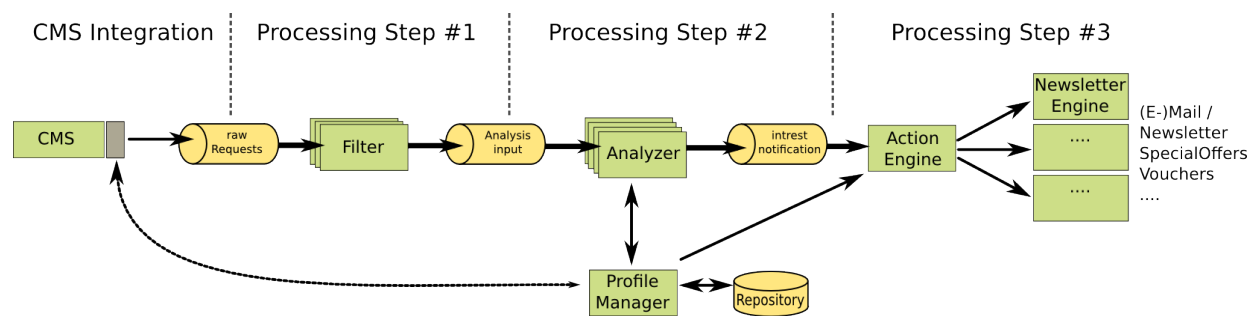 CMS Integration
Processing Step #1
Processing Step #2
Processing Step #3
CMS
raw
Requests
Filter
Analysis
input
Analyzer
intrest
notification
Action
Engine
Newsletter
Engine
....
....
(E-)Mail /
Newsletter
SpecialOffers
Vouchers
....
Profile
Manager
Repository